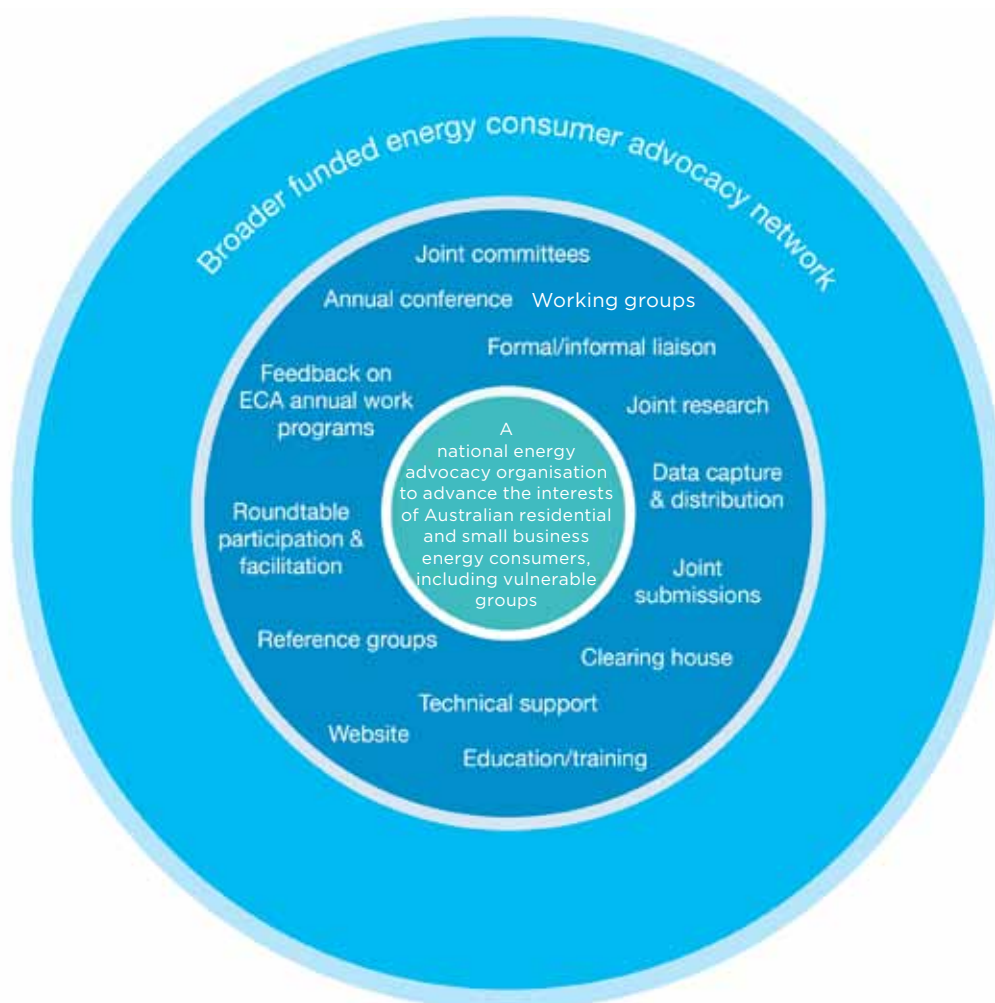 Broader funded energy consumer advocacy network
Joint committees
Annual conference
Working groups
Formal/informal liaison
Feedback on
ECA annual work
programs
Joint research
A
national energy
advocacy organisation
to advance the interests
of Australian residential
and small business
energy consumers,
including vulnerable
groups
Data capture
& distribution
Roundtable
participation &
facilitation
Joint
submissions
Reference groups
Clearing house
Technical support
Website
Education/training